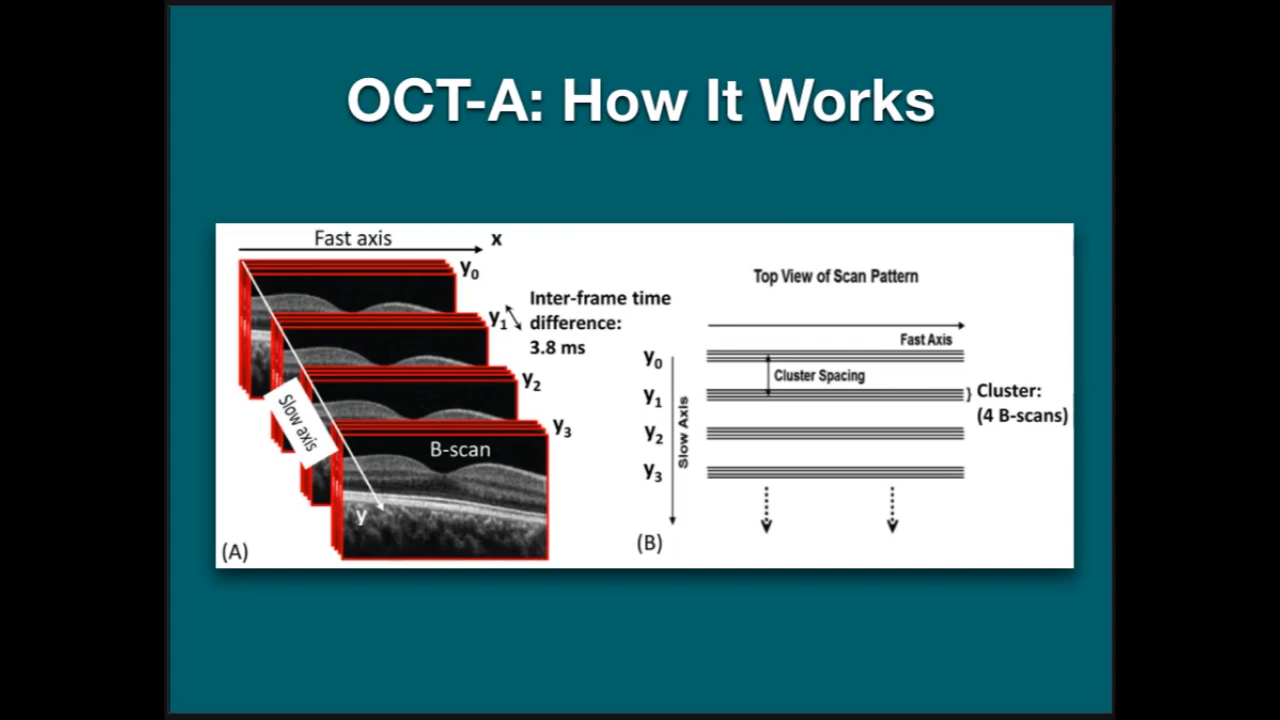 OCT-A: How It Works
Fast axis
x
y0
y1
y2
y3
Inter-frame time
difference:
3.8 ms
Slow axis
B-scan
y
(A)
Top View of Scan Pattern
Fast Axis
y0
Cluster Spacing
y1
Cluster:
(4 B-scans)
y2
Slow Axis
y3
(B)